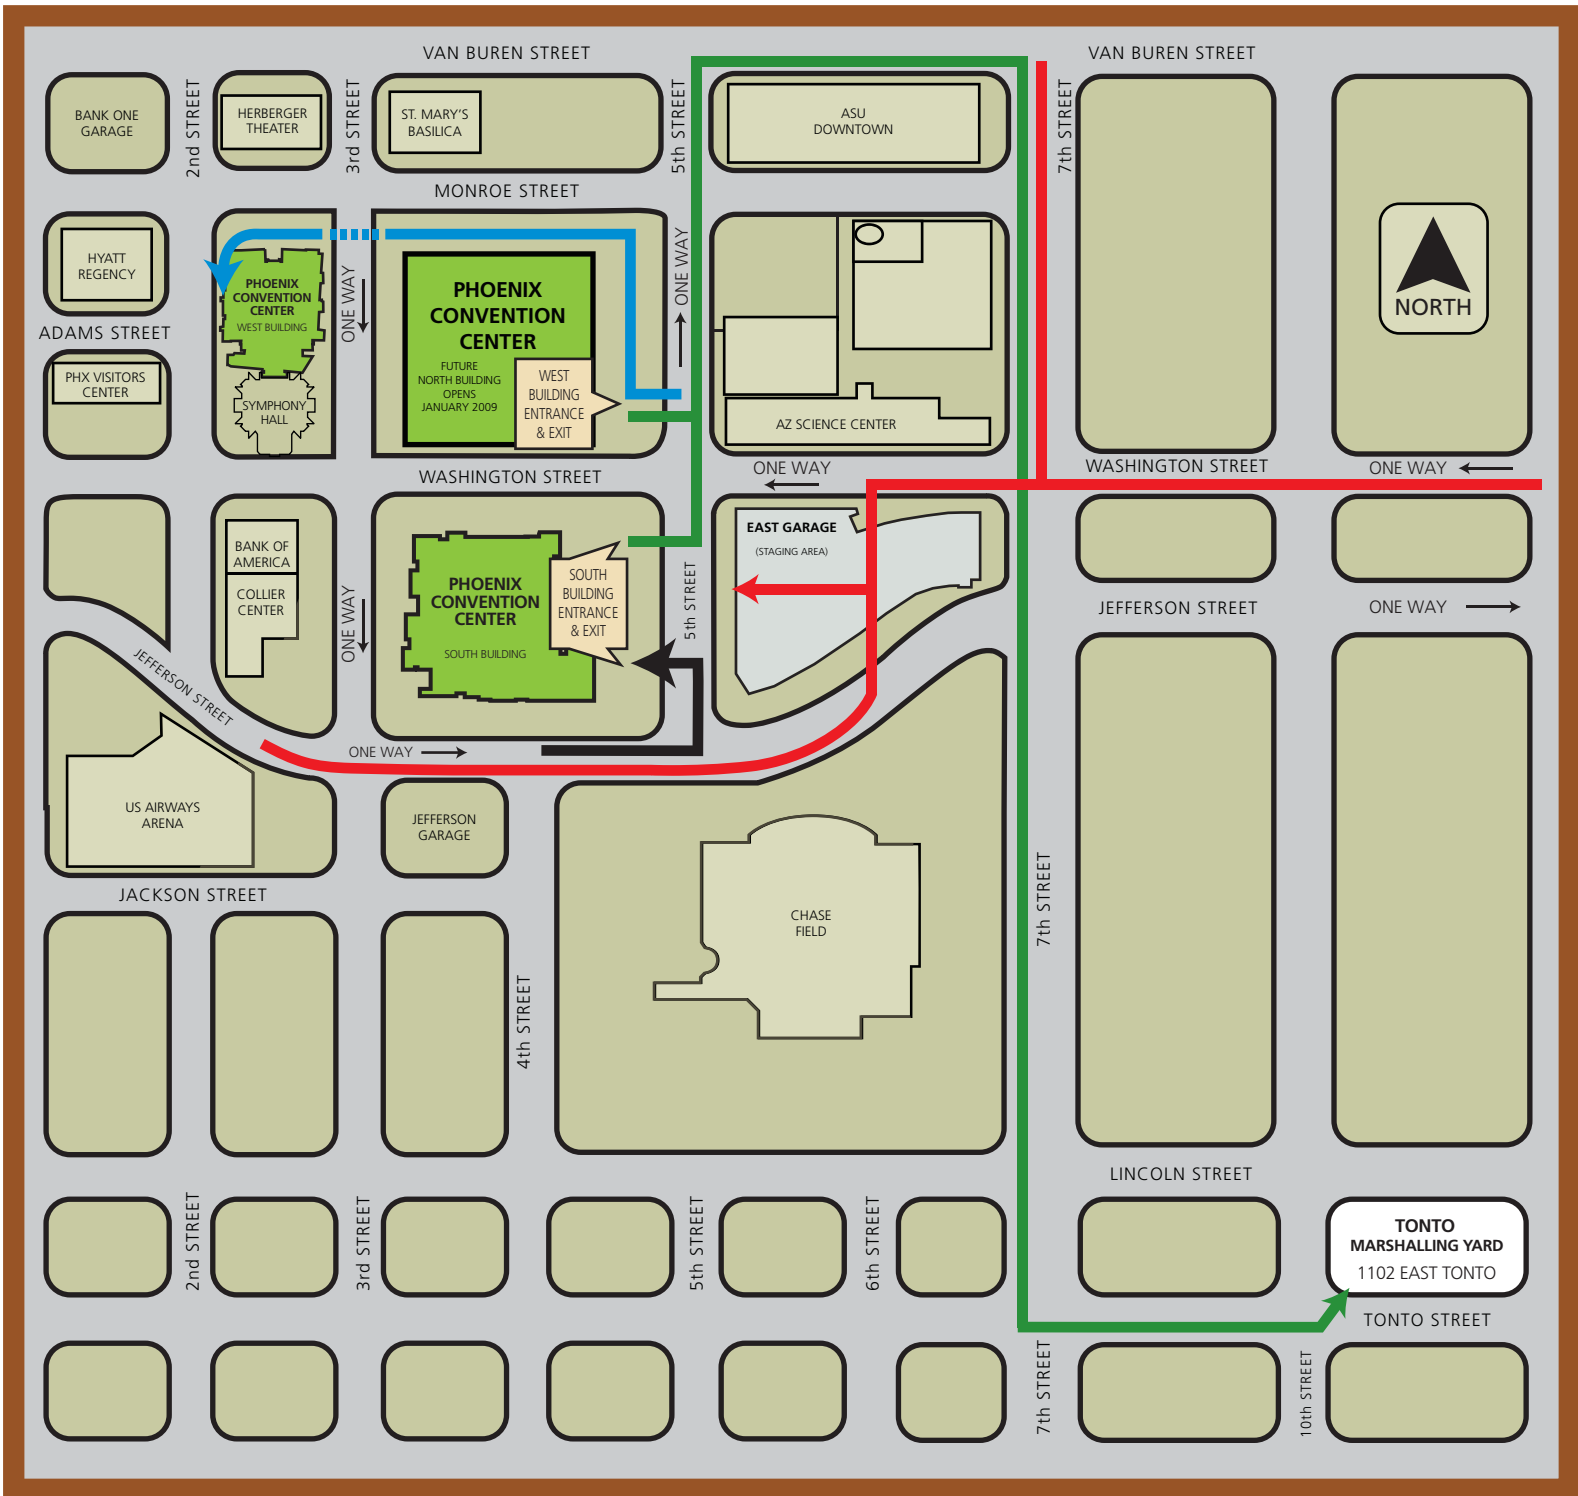 VAN BUREN STREET
VAN BUREN STREET
BANK ONE
GARAGE
2nd STREET
HERBERGER
THEATER
3rd STREET
ST. MARY'S
BASILICA
5th STREET
ASU
DOWNTOWN
7th STREET
MONROE STREET
HYATT
REGENCY
ADAMS STREET
PHX VISITORS
CENTER
PHOENIX
CONVENTION
CENTER
WEST BUILDING
SYMPHONY
HALL
ONE WAY
PHOENIX
CONVENTION
CENTER
FUTURE
NORTH BUILDING
OPENS
JANUARY 2009
WEST
BUILDING
ENTRANCE
& EXIT
ONE WAY
AZ SCIENCE CENTER
NORTH
WASHINGTON STREET
ONE WAY
WASHINGTON STREET
ONE WAY
BANK OF
AMERICA
COLLIER
CENTER
ONE WAY
PHOENIX
CONVENTION
CENTER
SOUTH BUILDING
SOUTH
BUILDING
ENTRANCE
& EXIT
5th STREET
EAST GARAGE
(STAGING AREA)
JEFFERSON STREET
ONE WAY
JEFFERSON STREET
ONE WAY
US AIRWAYS
ARENA
JEFFERSON
GARAGE
JACKSON STREET
CHASE
FIELD
7th STREET
4th STREET
LINCOLN STREET
2nd STREET
3rd STREET
5th STREET
6th STREET
TONTO
MARSHALLING YARD
1102 EAST TONTO
TONTO STREET
7th STREET
10th STREET